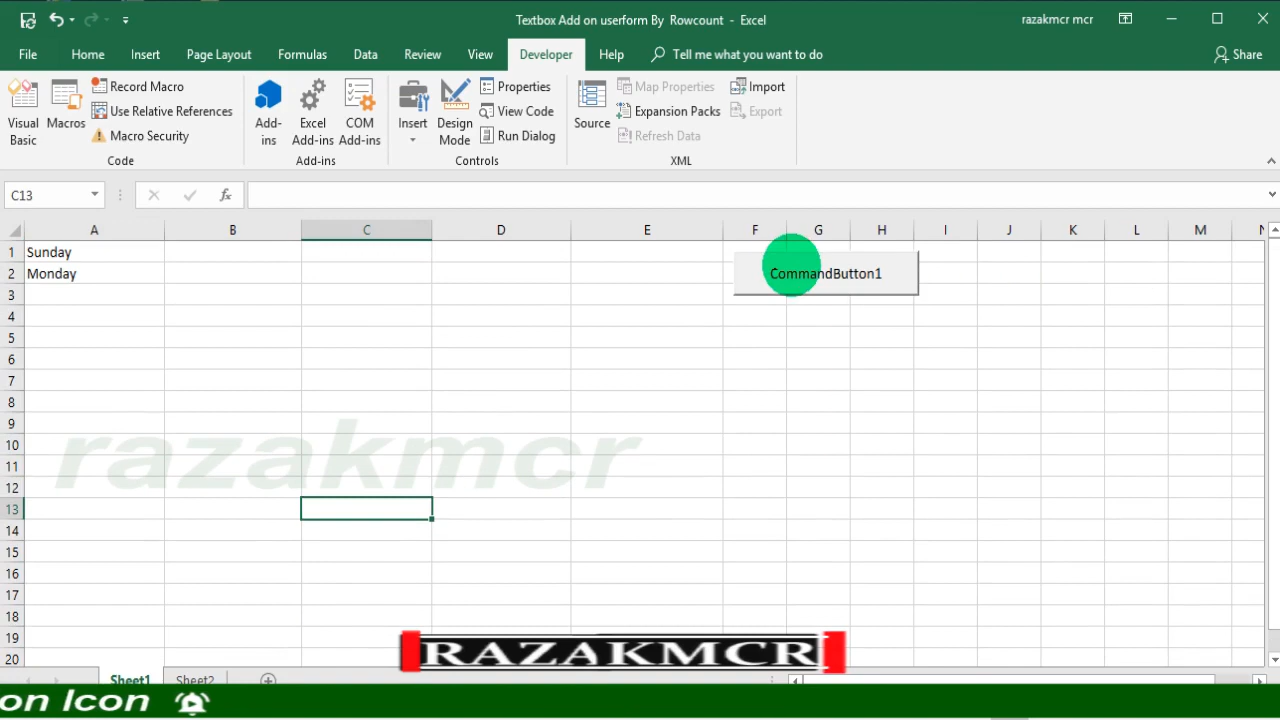 Textbox Add on userform By Rowcount - Excel
razakmcr mcr
File Home Insert Page Layout Formulas Data Review View Developer Help Tell me what you want to do Share
Visual Basic
Macros
Record Macro
Use Relative References
Macro Security
Code
Add-ins
Excel Add-ins
COM Add-ins
Add-ins
Insert
Design Mode
Properties
View Code
Run Dialog
Controls
Source
Map Properties
Expansion Packs
Refresh Data
Import
Export
XML
C13
fx
A B C D E F G H I J K L M N
1 Sunday
2 Monday
CommandButton1
3
4
5
6
7
8
9
10
11
12
13
14
15
16
17
18
19
20
razakmcr
RAZAKMCR
Sheet1 Sheet2
on Icon